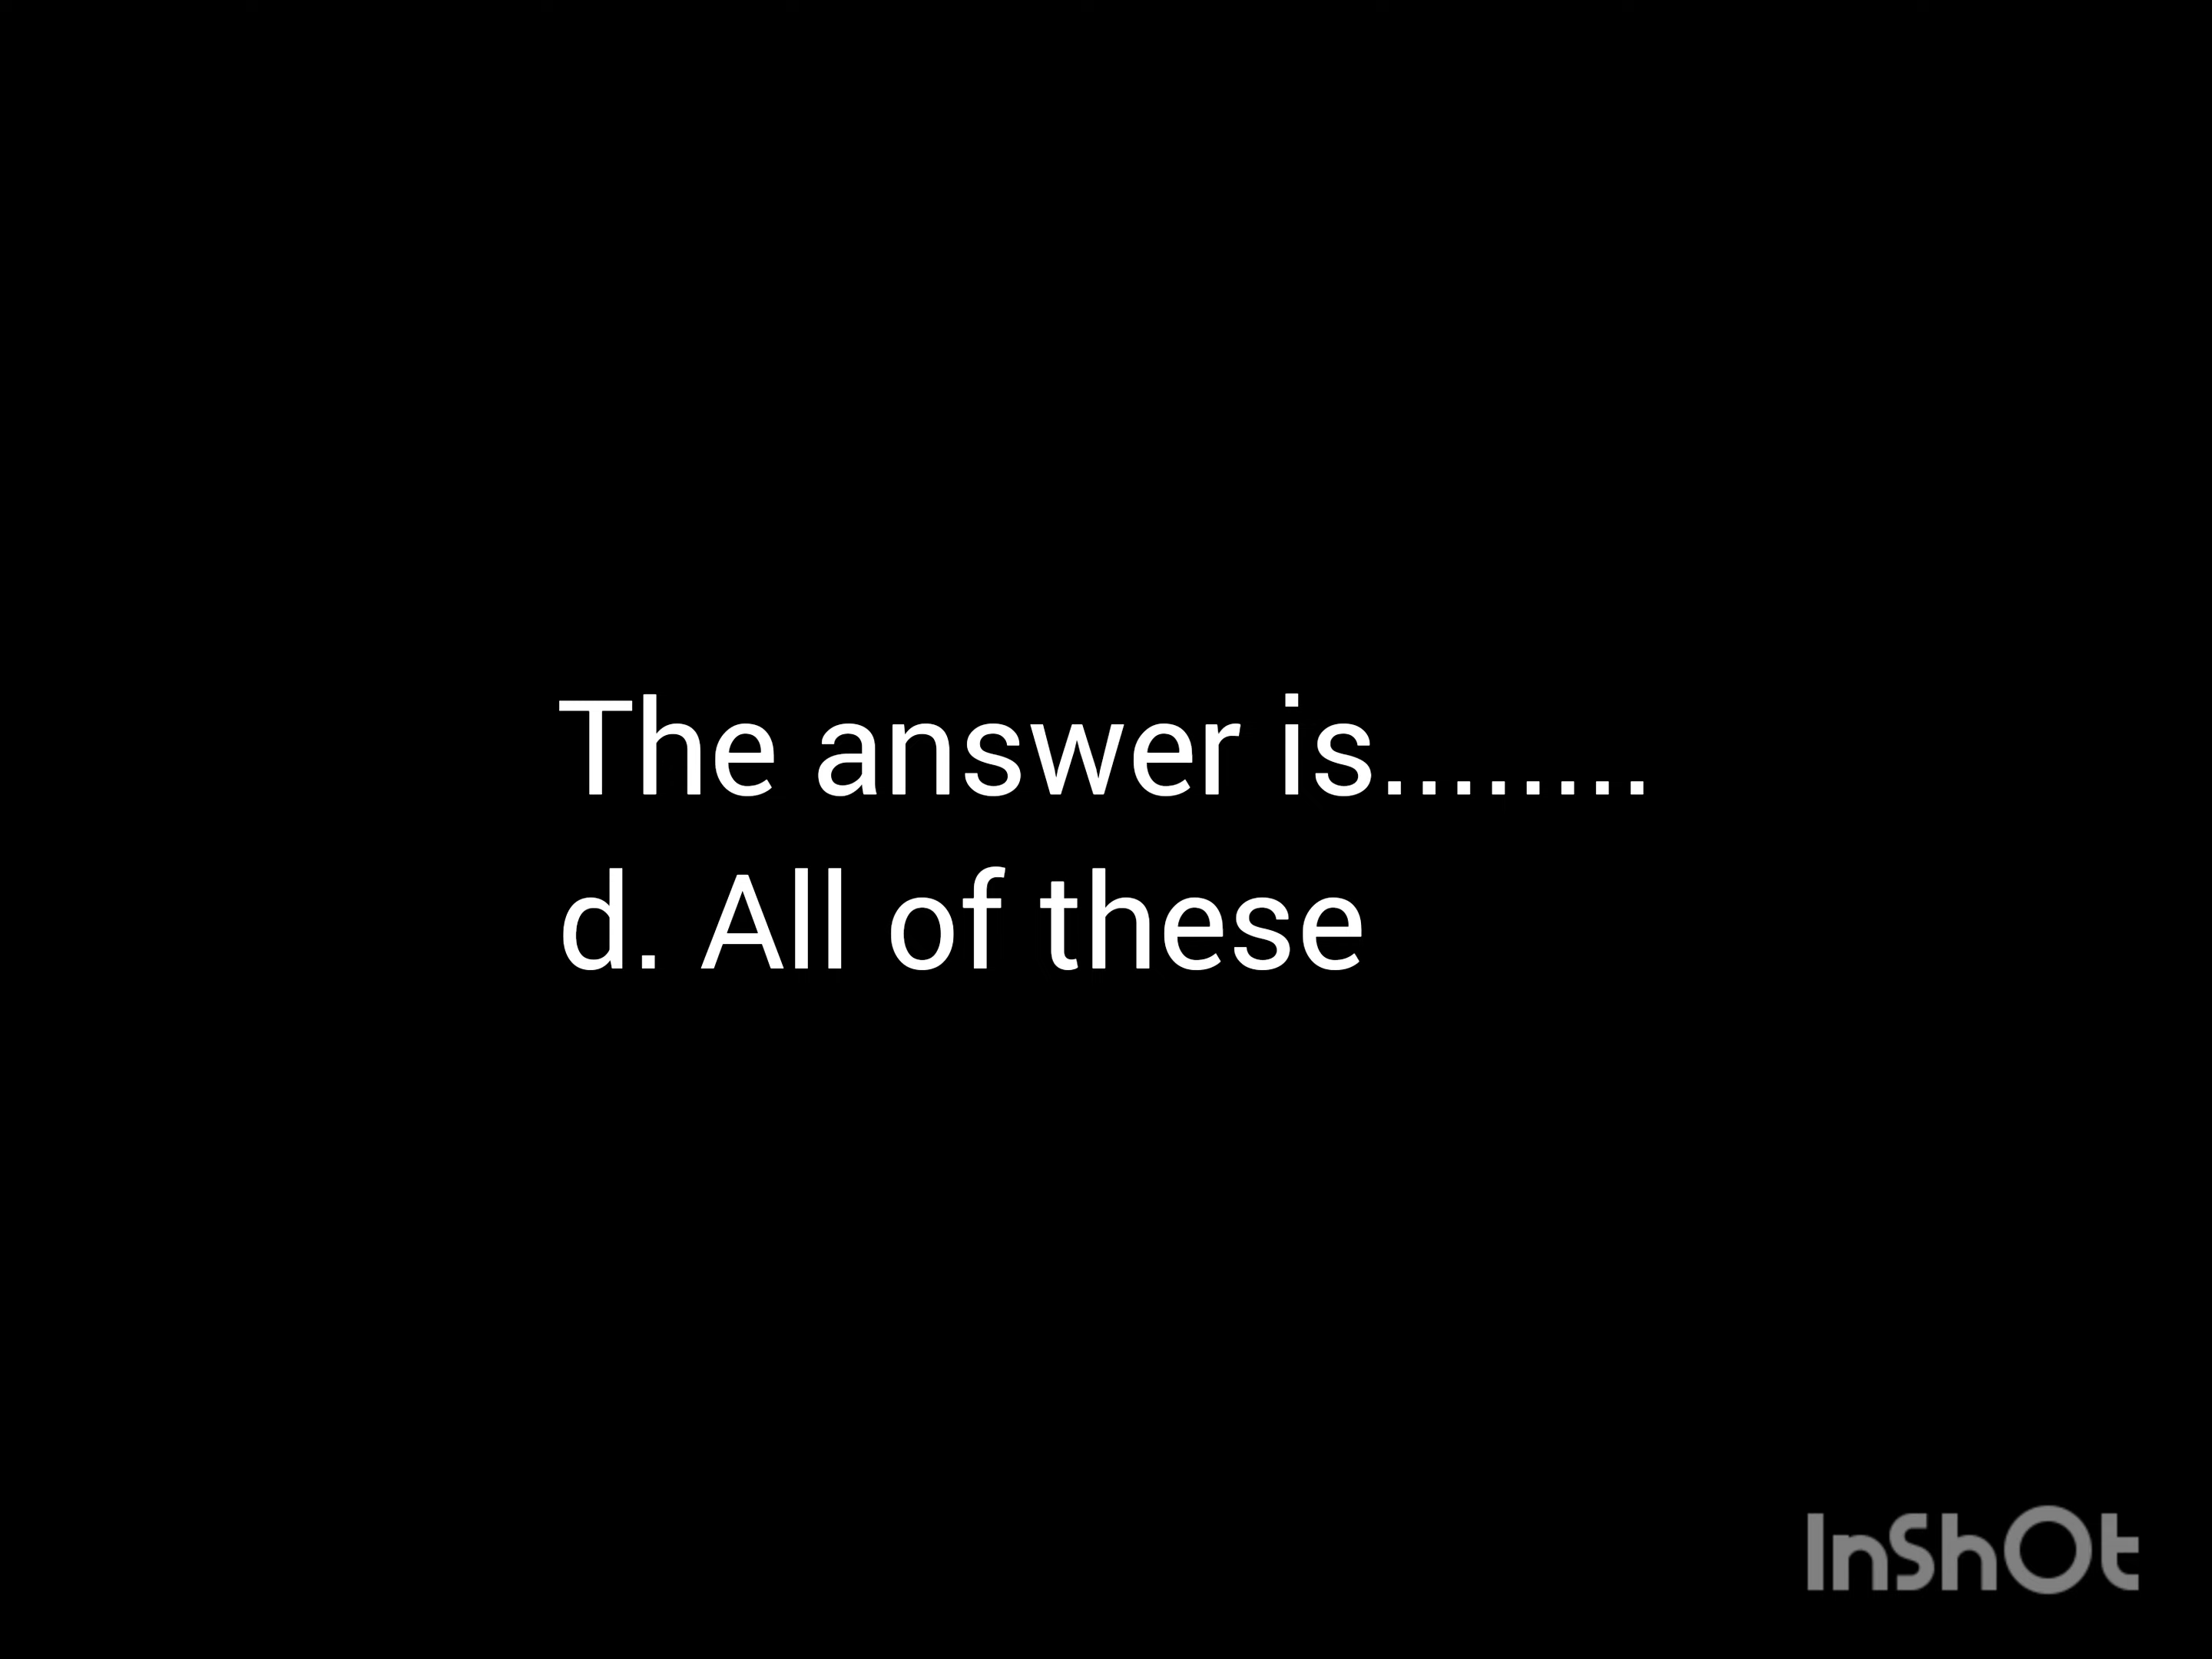 The answer is........
d. All of these
InShOt